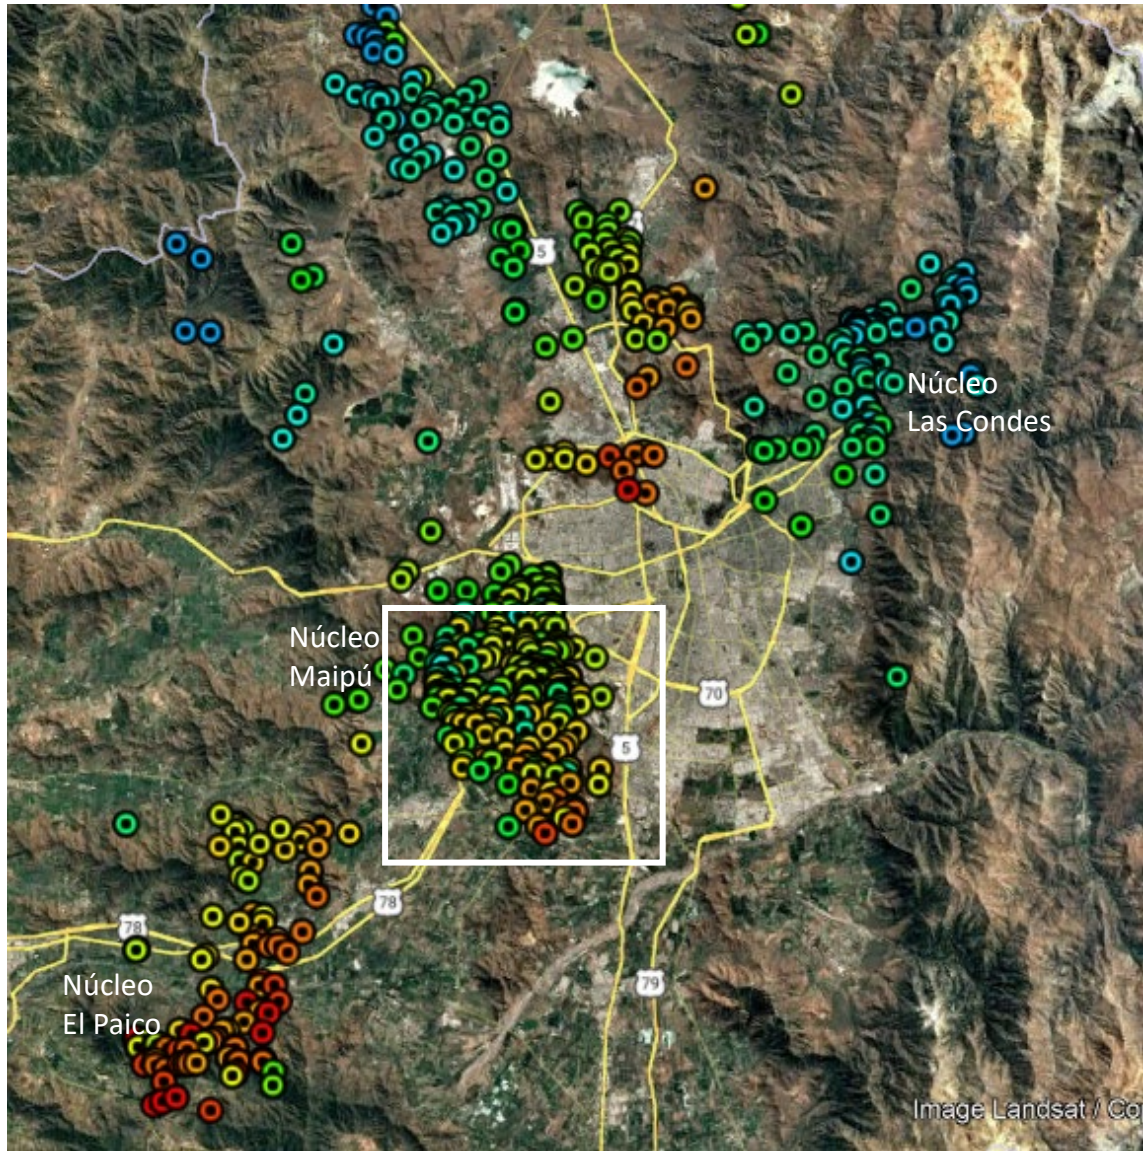 5
Núcleo
Las Condes
Núcleo
Maipú
70
5
78
78
79
Núcleo
El Paico
Image Landsat / Co